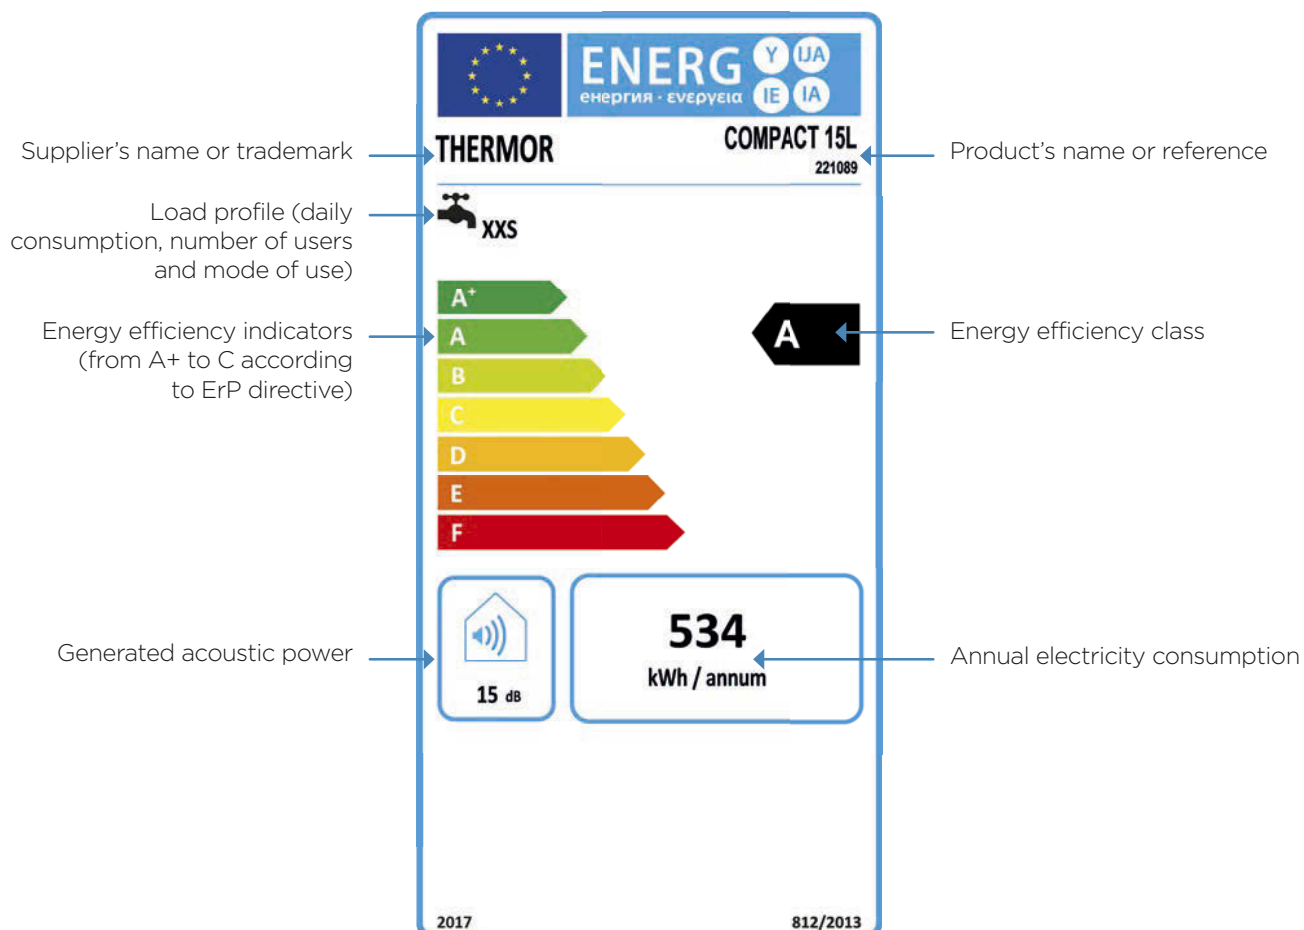 ENERG
енергия · ενεργεια
Y
IJA
IE
IA
Supplier's name or trademark
THERMOR
COMPACT 15L
221089
Product's name or reference
Load profile (daily
consumption, number of users
and mode of use)
XXS
A+
A
B
C
D
E
F
A
Energy efficiency indicators
(from A+ to C according
to ErP directive)
Energy efficiency class
Generated acoustic power
15 dB
534
kWh / annum
Annual electricity consumption
2017
812/2013